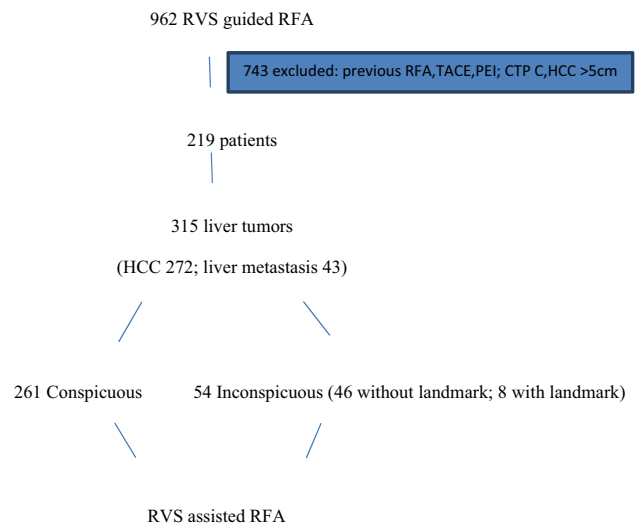 962 RVS guided RFA
743 excluded: previous RFA,TACE,PEI; CTP C,HCC >5cm
219 patients
315 liver tumors
(HCC 272; liver metastasis 43)
261 Conspicuous
54 Inconspicuous (46 without landmark; 8 with landmark)
RVS assisted RFA